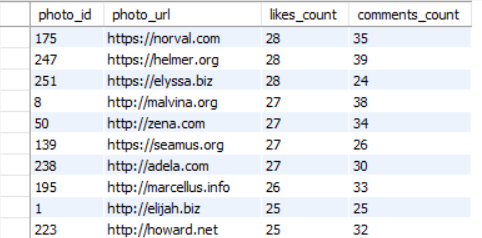 photo_id photo_url likes_count comments_count
175 https://norval.com 28 35
247 https://helmer.org 28 39
251 https://elyssa.biz 28 24
8 http://malvina.org 27 38
50 http://zena.com 27 34
139 https://seamus.org 27 26
238 http://adela.com 27 30
195 http://marcellus.info 26 33
1 http://elijah.biz 25 25
223 http://howard.net 25 32